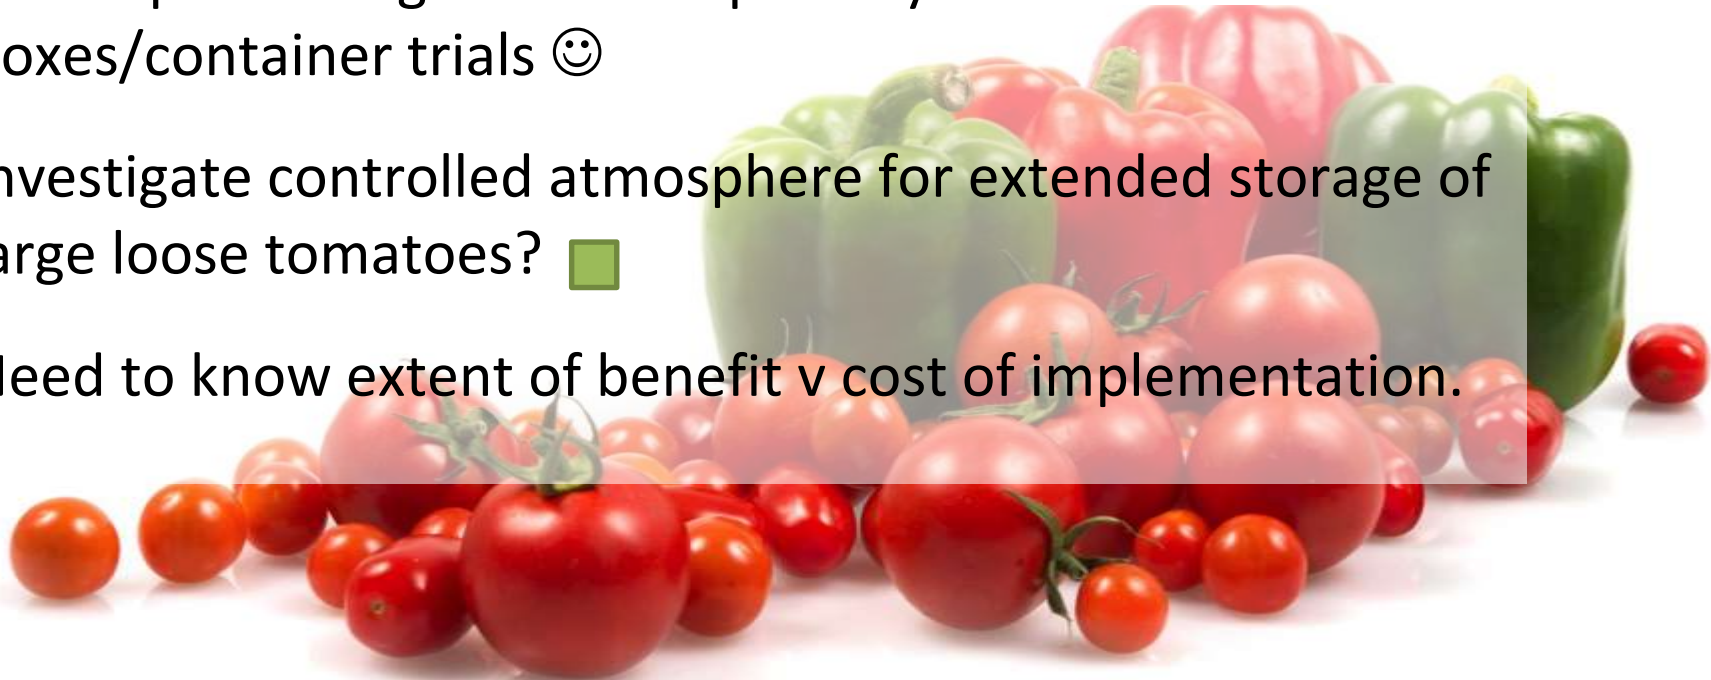 oxes/container trials ☺
nvestigate controlled atmosphere for extended storage of
arge loose tomatoes?
eed to know extent of benefit v cost of implementation.